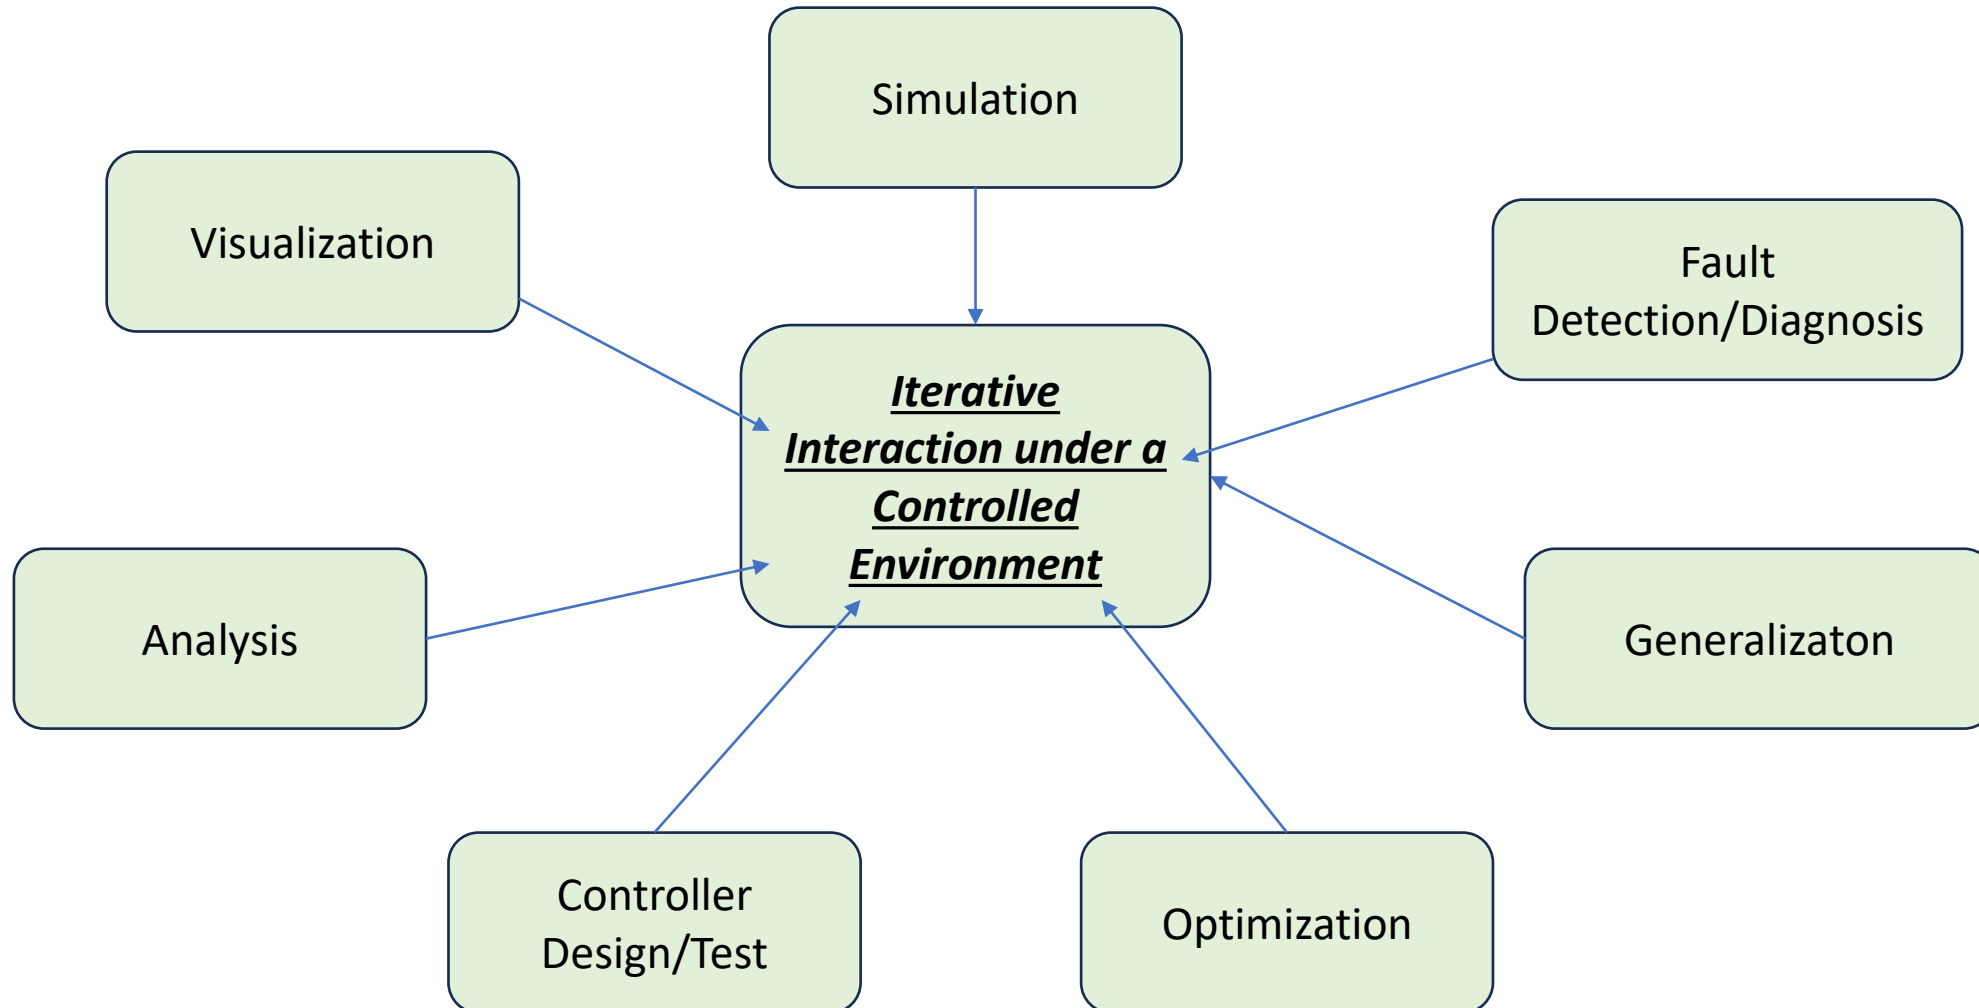 Simulation
Visualization
Fault
Detection/Diagnosis
Iterative
Interaction under a
Controlled
Environment
Analysis
Generalizaton
Controller
Design/Test
Optimization